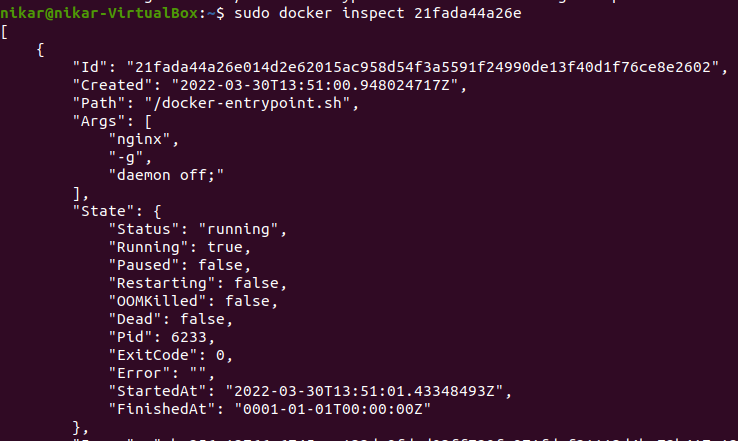 nikar@nikar-VirtualBox:~$ sudo docker inspect 21fada44a26e
[
    {
        "Id": "21fada44a26e014d2e62015ac958d54f3a5591f24990de13f40d1f76ce8e2602",
        "Created": "2022-03-30T13:51:00.948024717Z",
        "Path": "/docker-entrypoint.sh",
        "Args": [
            "nginx",
            "-g",
            "daemon off;"
        ],
        "State": {
            "Status": "running",
            "Running": true,
            "Paused": false,
            "Restarting": false,
            "OOMKilled": false,
            "Dead": false,
            "Pid": 6233,
            "ExitCode": 0,
            "Error": "",
            "StartedAt": "2022-03-30T13:51:01.43348493Z",
            "FinishedAt": "0001-01-01T00:00:00Z"
        },